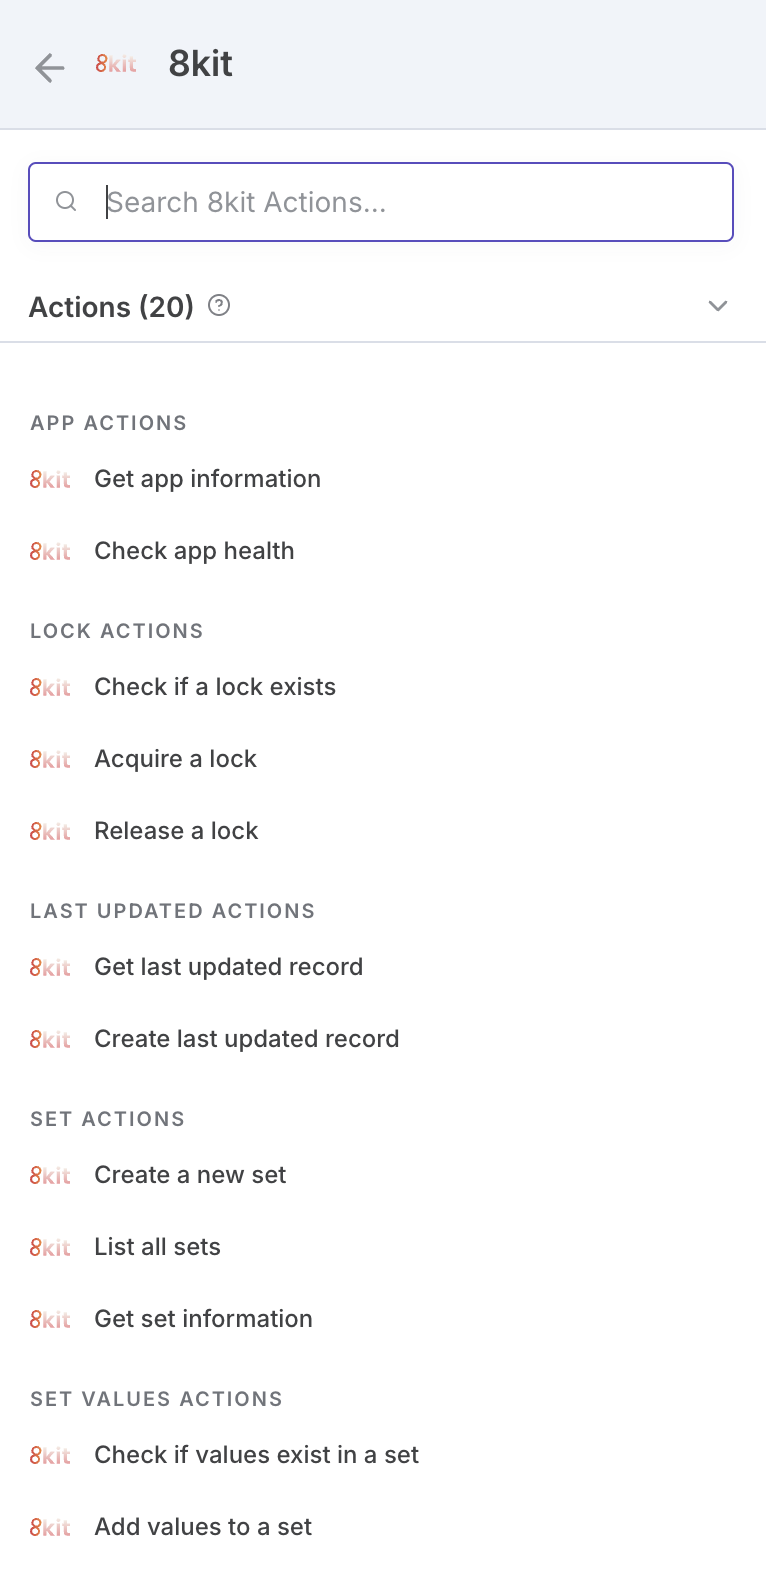 8kit 8kit
Search 8kit Actions...
Actions (20)
APP ACTIONS
8kit Get app information
8kit Check app health
LOCK ACTIONS
8kit Check if a lock exists
8kit Acquire a lock
8kit Release a lock
LAST UPDATED ACTIONS
8kit Get last updated record
8kit Create last updated record
SET ACTIONS
8kit Create a new set
8kit List all sets
8kit Get set information
SET VALUES ACTIONS
8kit Check if values exist in a set
8kit Add values to a set